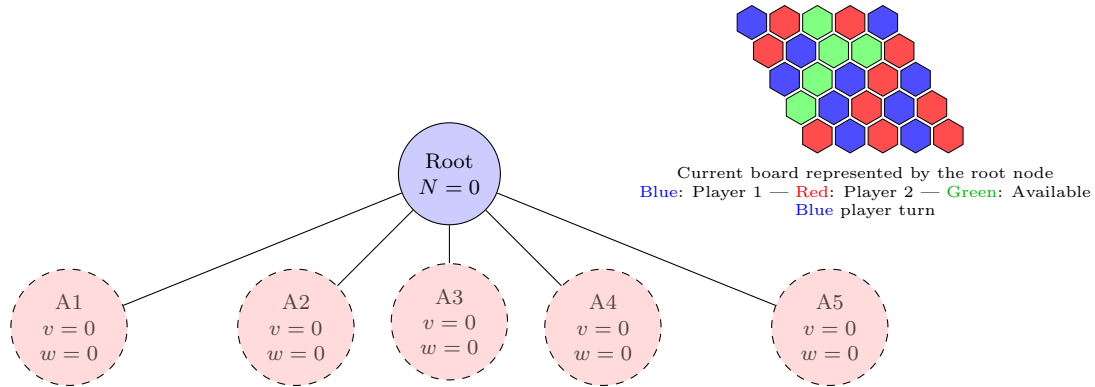 Current board represented by the root node
Blue: Player 1 — Red: Player 2 — Green: Available
Blue player turn
Root
N = 0
A1
v = 0
w = 0
A2
v = 0
w = 0
A3
v = 0
w = 0
A4
v = 0
w = 0
A5
v = 0
w = 0